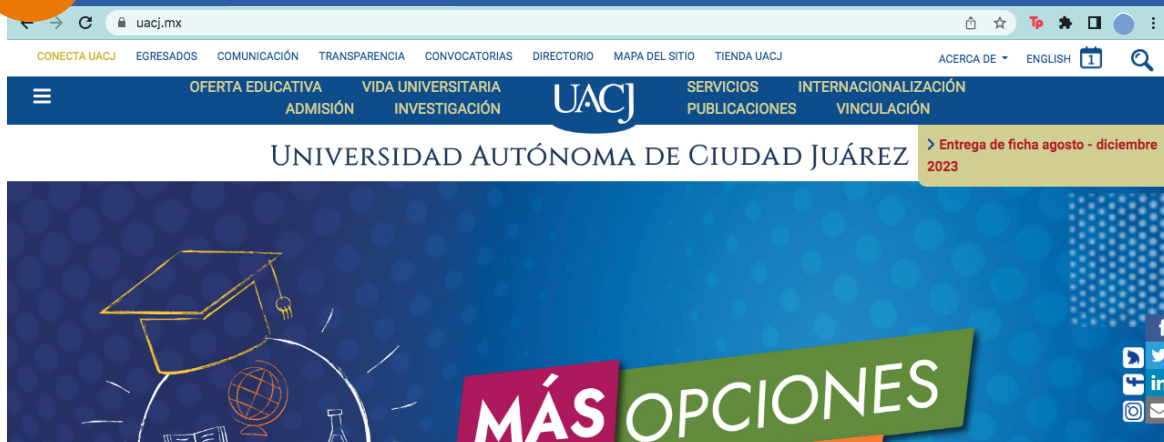 uacj.mx
Tp
CONECTA UACJ EGRESADOS COMUNICACIÓN TRANSPARENCIA CONVOCATORIAS DIRECTORIO MAPA DEL SITIO TIENDA UACJ ACERCA DE ENGLISH 1
OFERTA EDUCATIVA VIDA UNIVERSITARIA UACJ SERVICIOS INTERNACIONALIZACIÓN
ADMISIÓN INVESTIGACIÓN PUBLICACIONES VINCULACIÓN
UNIVERSIDAD AUTÓNOMA DE CIUDAD JUÁREZ
Entrega de ficha agosto - diciembre
2023
MÁS OPCIONES
f
in